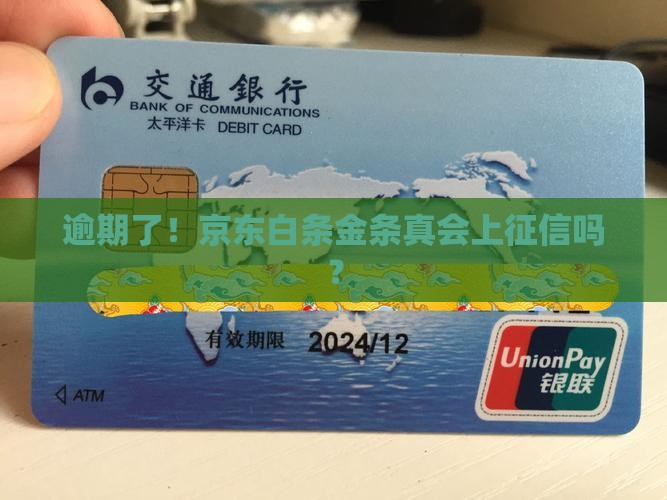 交通銀行
BANK OF COMMUNICATIONS
太平洋卡 DEBIT CARD
逾期了！京东白条金条真会上征信吗
？
有效期限 2024/12
UnionPay
银联
ATM